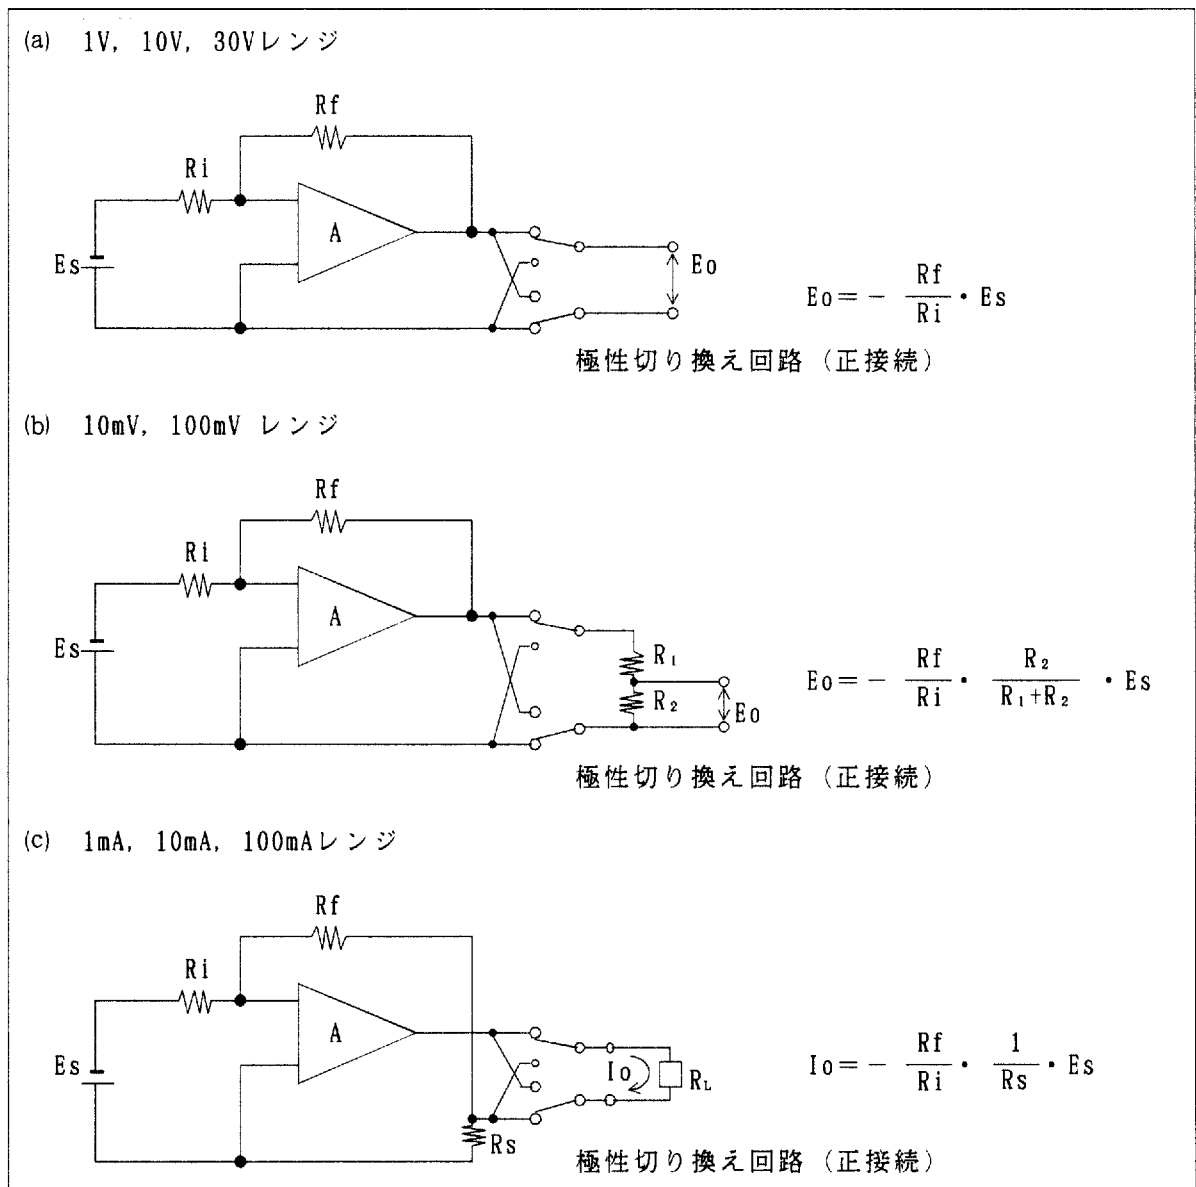 (a) 1V, 10V, 30Vレンジ
Rf
Ri
A
Es
Eo
Eo=- Rf/Ri・Es
極性切り換え回路（正接続）
(b) 10mV, 100mV レンジ
Rf
Ri
A
Es
R₁
R₂
Eo
Eo=- Rf/Ri・R₂/R₁+R₂・Es
極性切り換え回路（正接続）
(c) 1mA, 10mA, 100mAレンジ
Rf
Ri
A
Es
Io
RL
Rs
Io=- Rf/Ri・1/Rs・Es
極性切り換え回路（正接続）